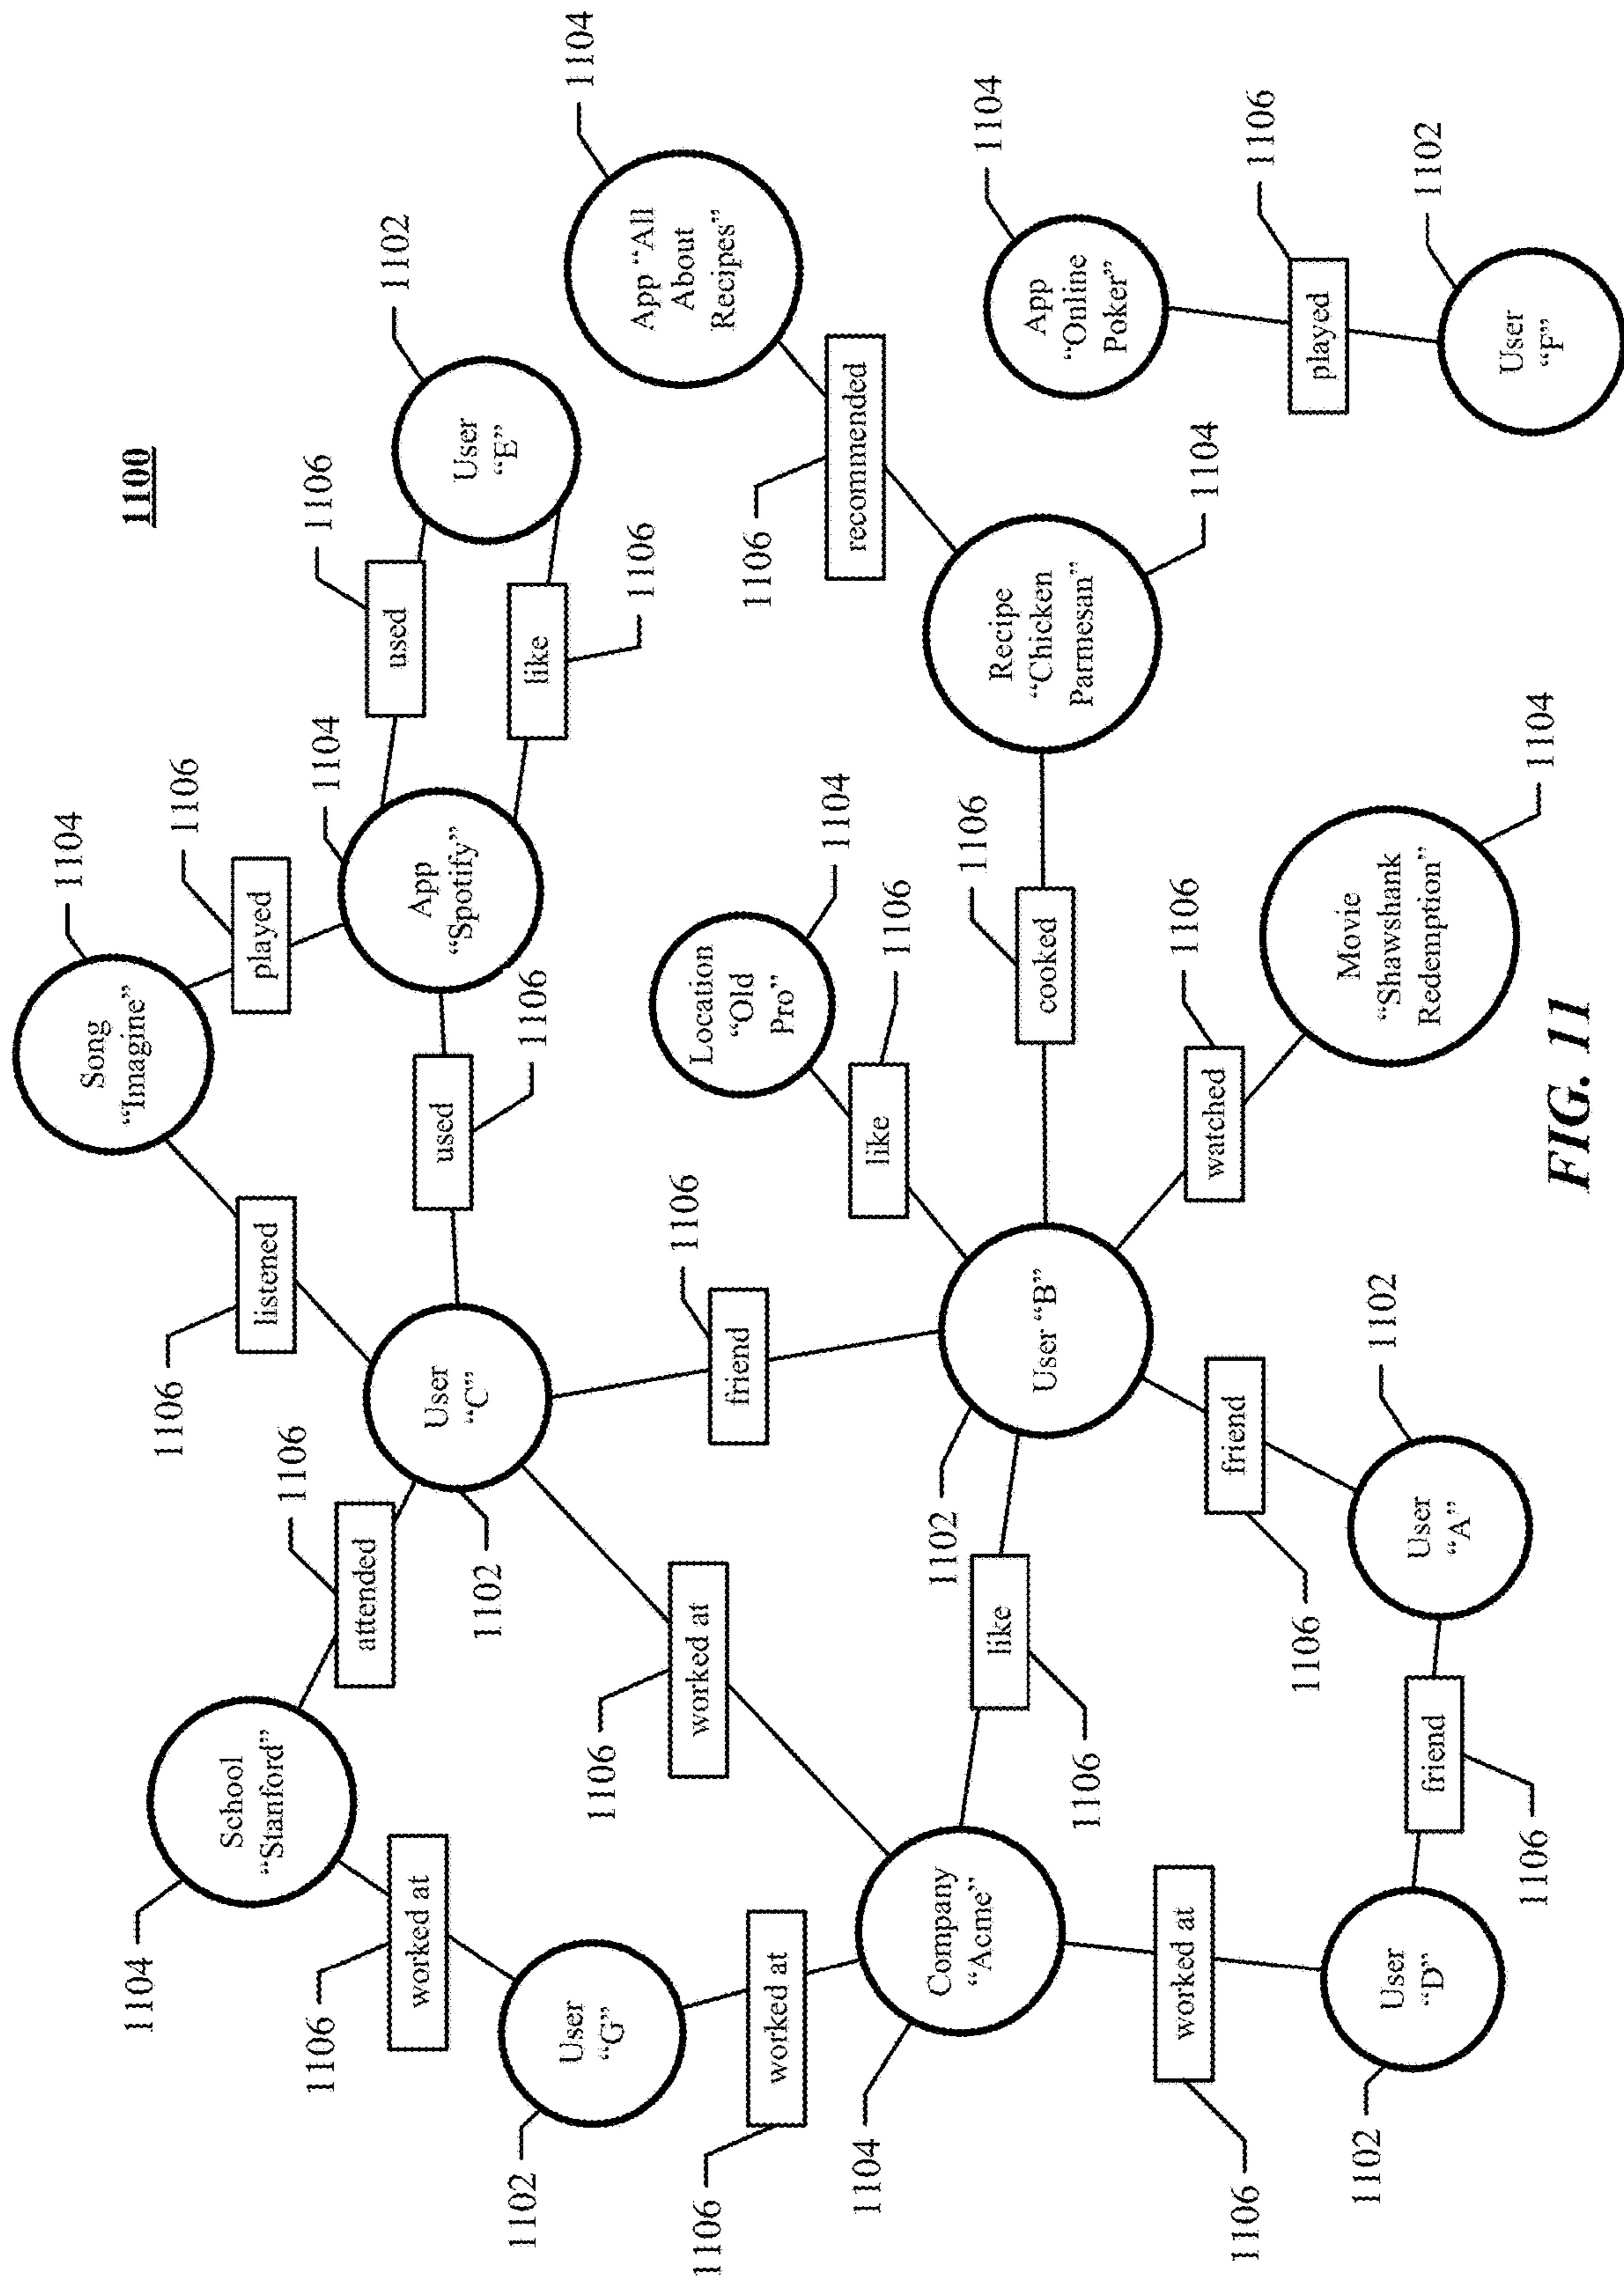 1104
Song
“Imagine”
1100
1104
1106
1106
School
“Stanford”
listened
played
1106
1106
1106
1104
attended
used
1102
worked at
App
“Spotify”
User
“C”
used
User
“E”
1102
1102
1106
like
1106
User
“G”
1104
1106
worked at
1106
1106
friend
App “All
About
Recipes”
Location
“Old
Pro”
1106
worked at
1106
1104
recommended
1104
like
1106
1102
Company
“Acme”
1106
like
1106
cooked
User “B”
Recipe
“Chicken
Parmesan”
1104
App
“Online
Poker”
1106
worked at
friend
watched
1106
1104
1106
1106
played
1102
User
“D”
User
“A”
1102
Movie
“Shawshank
Redemption”
friend
1102
1106
User
“F”
1104
FIG. 11